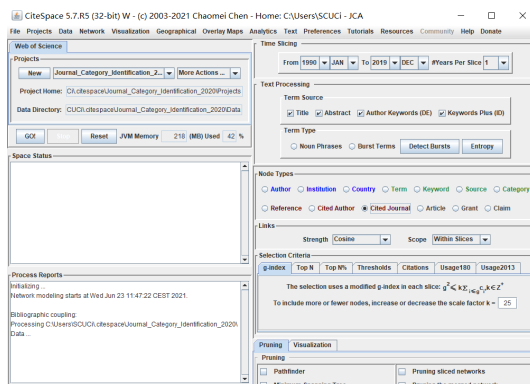 CiteSpace 5.7.R5 (32-bit) W - (c) 2003-2021 Chaomei Chen - Home: C:\Users\SCUCi - JCA
File Projects Data Network Visualization Geographical Overlay Maps Analytics Text Preferences Tutorials Resources Community Help Donate
Web of Science
Projects
New Journal_Category_Identification_2... More Actions ...
Project Home: C:\.citespace\Journal_Category_Identification_2020\Projects
Data Directory: CUCi\.citespace\Journal_Category_Identification_2020\Data
GO! Reset JVM Memory 218 (MB) Used 42 %
Space Status
Process Reports
Initializing ...
Network modeling starts at Wed Jun 23 11:47:22 CEST 2021.
Bibliographic coupling:
Processing C:\Users\SCUCi\.citespace\Journal_Category_Identification_2020\
Data...
Time Slicing
From 1990 JAN To 2019 DEC #Years Per Slice 1
Text Processing
Term Source
Title Abstract Author Keywords (DE) Keywords Plus (ID)
Term Type
Noun Phrases Burst Terms Detect Bursts Entropy
Node Types
Author Institution Country Term Keyword Source Category
Reference Cited Author Cited Journal Article Grant Claim
Links
Strength Cosine Scope Within Slices
Selection Criteria
g-index Top N Top N% Thresholds Citations Usage180 Usage2013
The selection uses a modified g-index in each slice: g² ≤ k Σᵢ≤g cᵢ, k ∈ Z⁺
To include more or fewer nodes, increase or decrease the scale factor k = 25
Pruning Visualization
Pruning
Pathfinder Pruning sliced networks